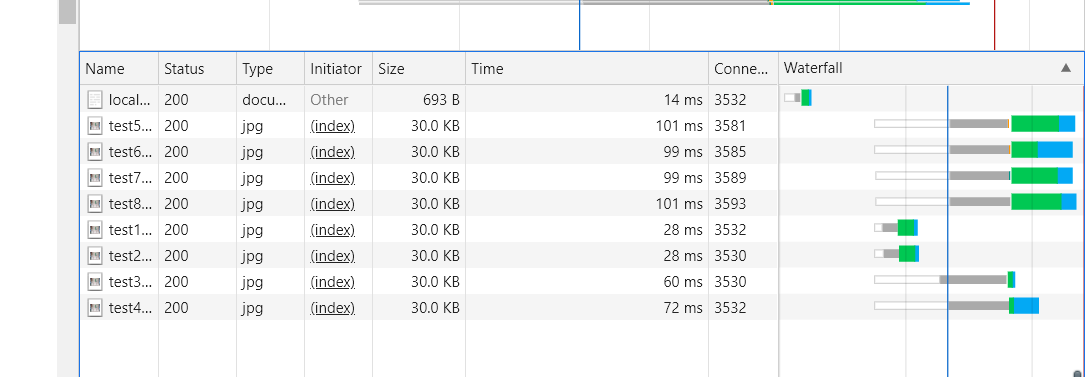 Name Status Type Initiator Size Time Conne... Waterfall
local... 200 docu... Other 693 B 14 ms 3532
test5... 200 jpg (index) 30.0 KB 101 ms 3581
test6... 200 jpg (index) 30.0 KB 99 ms 3585
test7... 200 jpg (index) 30.0 KB 99 ms 3589
test8... 200 jpg (index) 30.0 KB 101 ms 3593
test1... 200 jpg (index) 30.0 KB 28 ms 3532
test2... 200 jpg (index) 30.0 KB 28 ms 3530
test3... 200 jpg (index) 30.0 KB 60 ms 3530
test4... 200 jpg (index) 30.0 KB 72 ms 3532